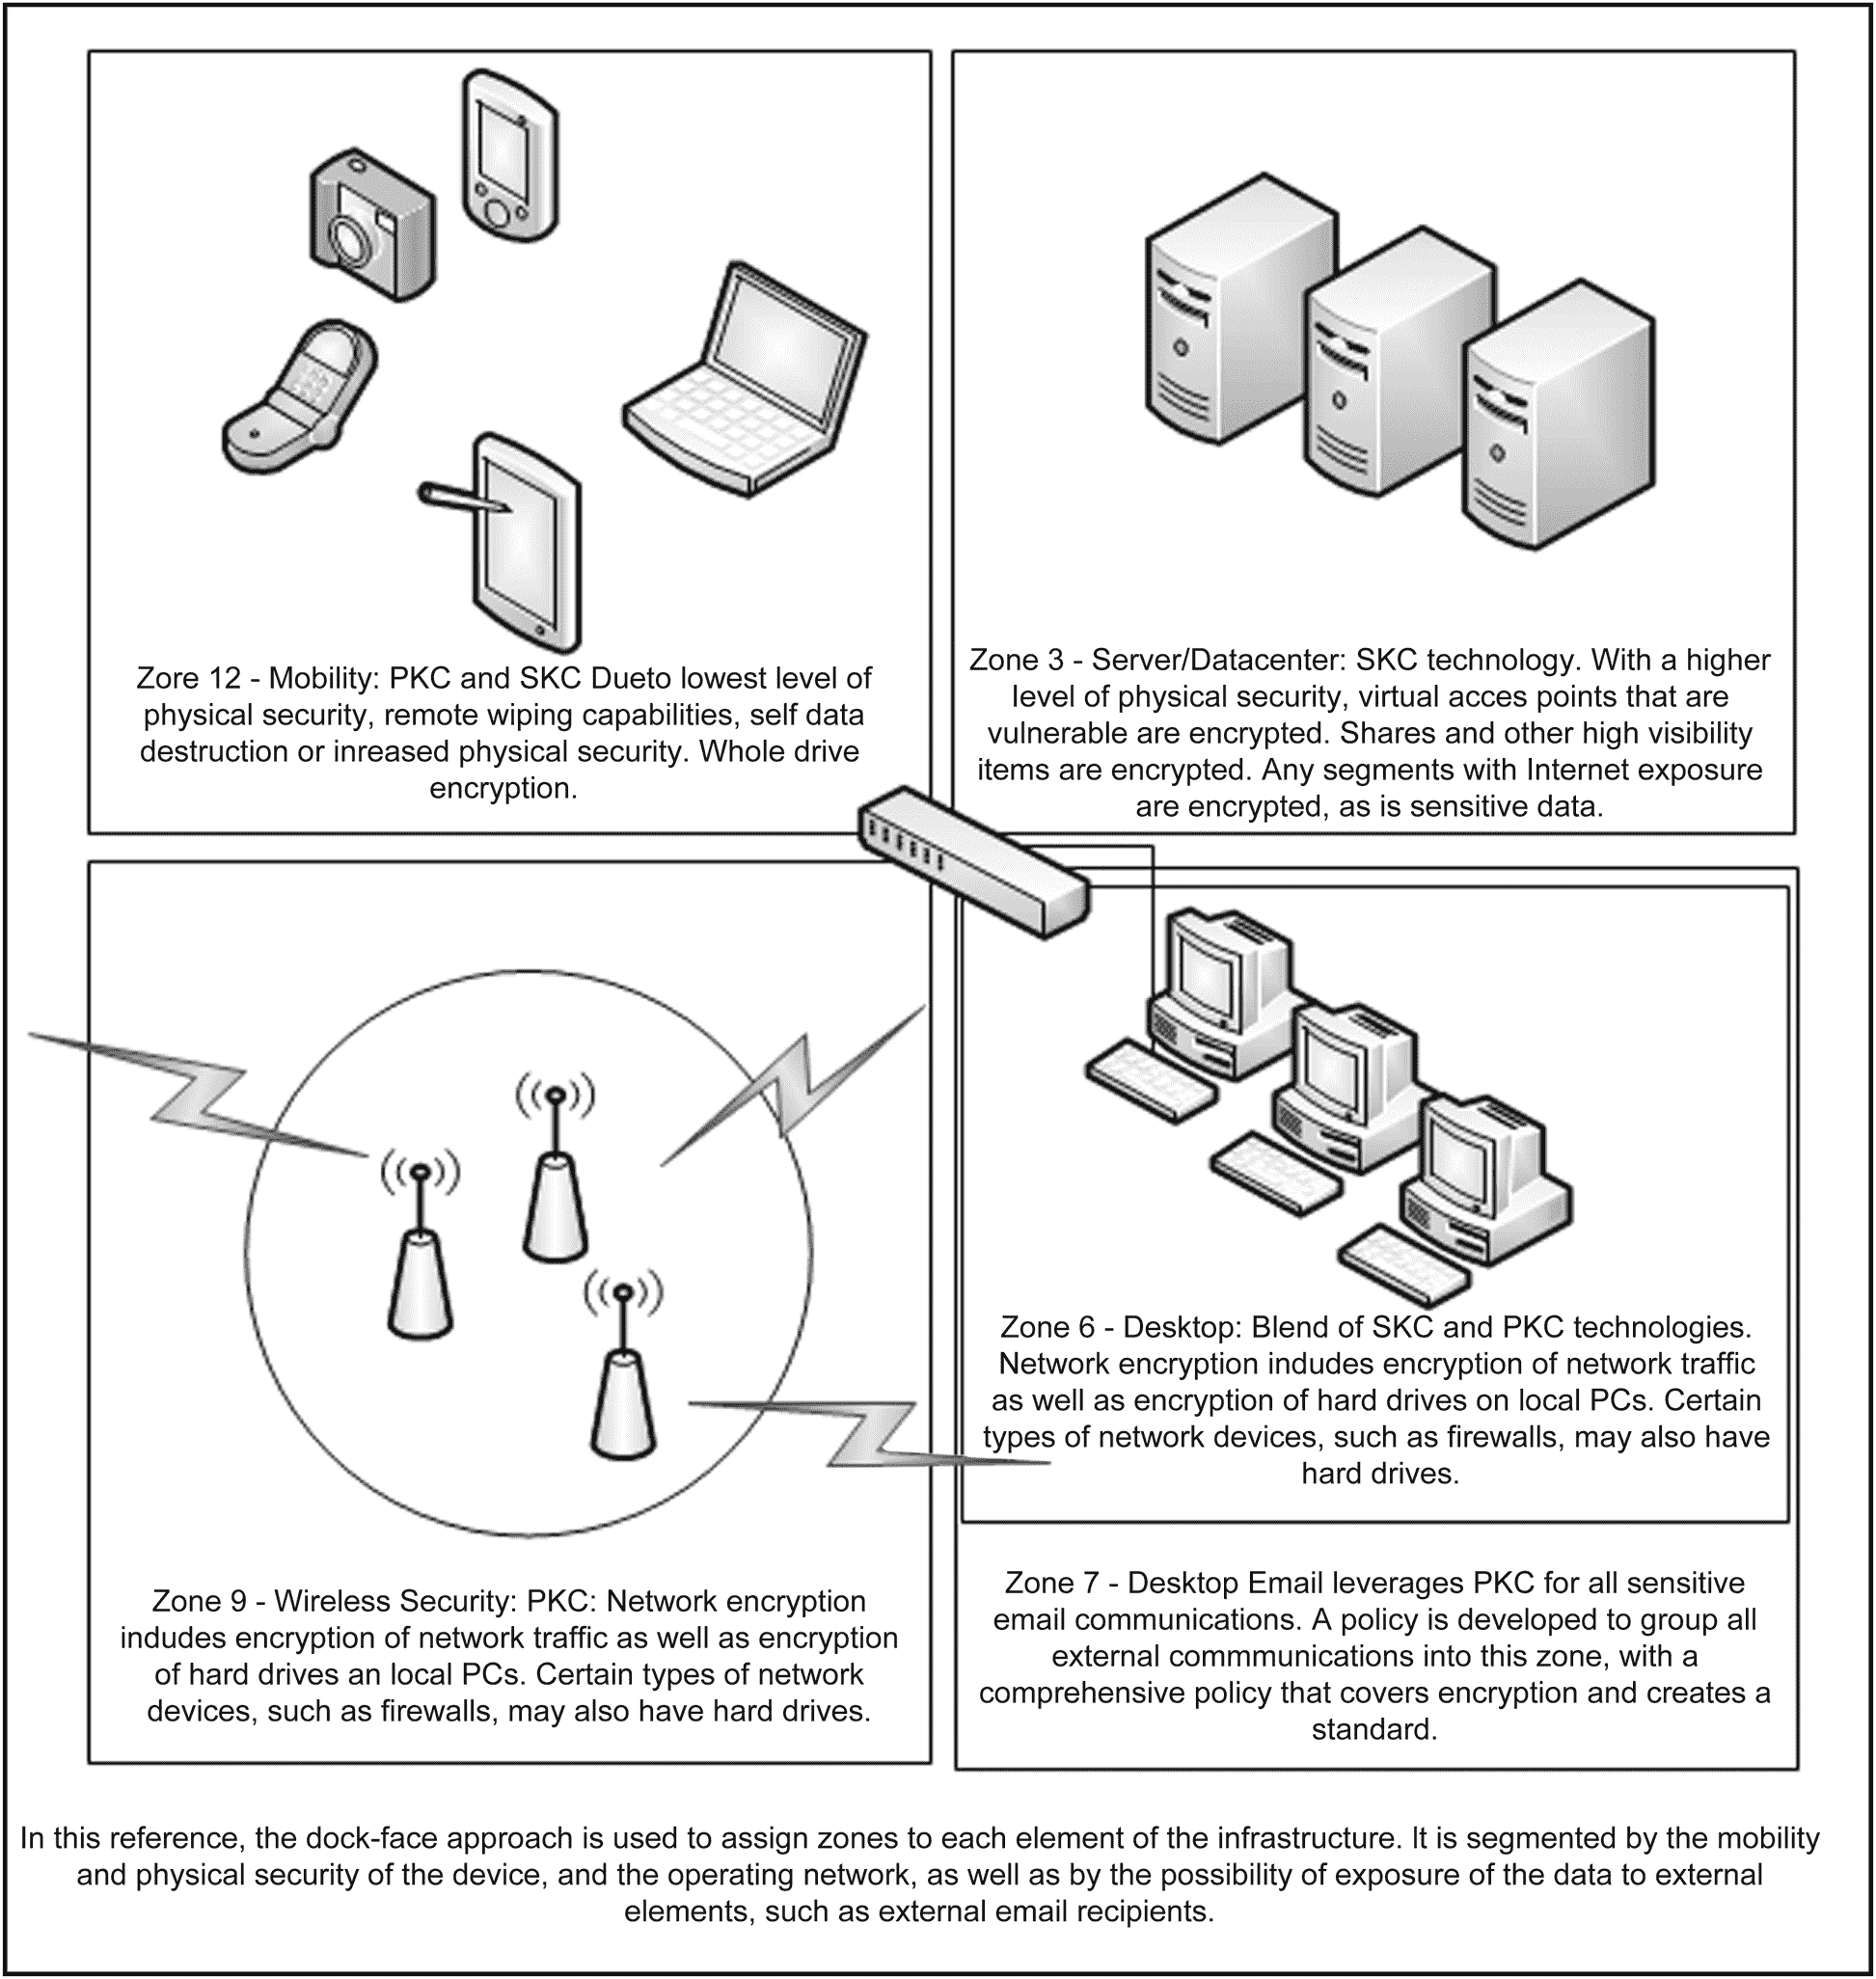 Zore 12 - Mobility: PKC and SKC Dueto lowest level of
physical security, remote wiping capabilities, self data
destruction or inreased physical security. Whole drive
encryption.
Zone 3 - Server/Datacenter: SKC technology. With a higher
level of physical security, virtual acces points that are
vulnerable are encrypted. Shares and other high visibility
items are encrypted. Any segments with Internet exposure
are encrypted, as is sensitive data.
Zone 9 - Wireless Security: PKC: Network encryption
indudes encryption of network traffic as well as encryption
of hard drives an local PCs. Certain types of network
devices, such as firewalls, may also have hard drives.
Zone 6 - Desktop: Blend of SKC and PKC technologies.
Network encryption indudes encryption of network traffic
as well as encryption of hard drives on local PCs. Certain
types of network devices, such as firewalls, may also have
hard drives.
Zone 7 - Desktop Email leverages PKC for all sensitive
email communications. A policy is developed to group all
external commmunications into this zone, with a
comprehensive policy that covers encryption and creates a
standard.
In this reference, the dock-face approach is used to assign zones to each element of the infrastructure. It is segmented by the mobility
and physical security of the device, and the operating network, as well as by the possibility of exposure of the data to external
elements, such as external email recipients.